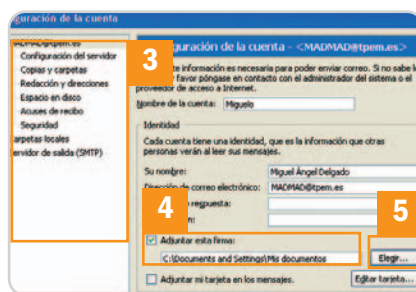 guración de la cuenta
MADMAD@tpem.es
Configuración del servidor
Copias y carpetas
Redacción y direcciones
Espacio en disco
Acuses de recibo
Seguridad
arpetas locales
ervidor de salida (SMTP)
3
guración de la cuenta - <MADMAD@tpem.es
te información es necesaria para poder enviar correo. Si no sabe l
favor póngase en contacto con el administrador del sistema o el
proveedor de acceso a Internet.
Nombre de la cuenta: Miguelo
Identidad
Cada cuenta tiene una identidad, que es la información que otras
personas verán al leer sus mensajes.
Su nombre: Miguel Ángel Delgado
Dirección de correo electrónico: MADMAD@tpem.es
respuesta:
n:
4
5
Adjuntar esta firma:
C:\Documents and Settings\Mis documentos
Elegir...
Adjuntar mi tarjeta en los mensajes.
Editar tarjeta...